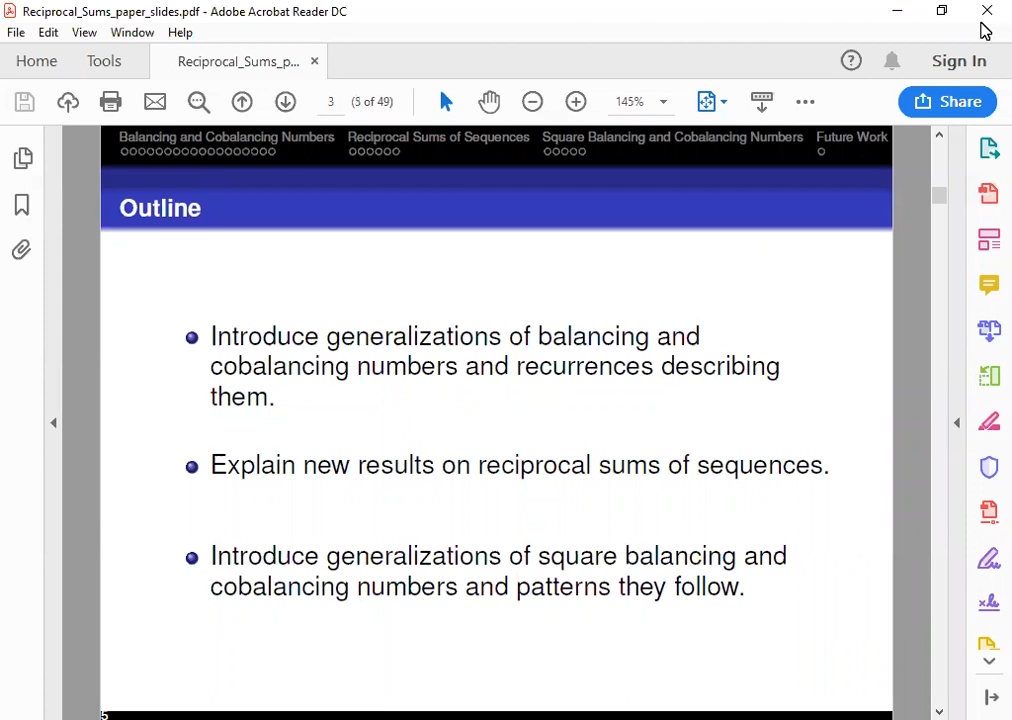 Reciprocal_Sums_paper_slides.pdf - Adobe Acrobat Reader DC
File Edit View Window Help
Home Tools Reciprocal_Sums_p... Sign In
3 (5 of 49) 145% Share
Balancing and Cobalancing Numbers Reciprocal Sums of Sequences Square Balancing and Cobalancing Numbers Future Work
Outline
Introduce generalizations of balancing and
cobalancing numbers and recurrences describing
them.
Explain new results on reciprocal sums of sequences.
Introduce generalizations of square balancing and
cobalancing numbers and patterns they follow.
5